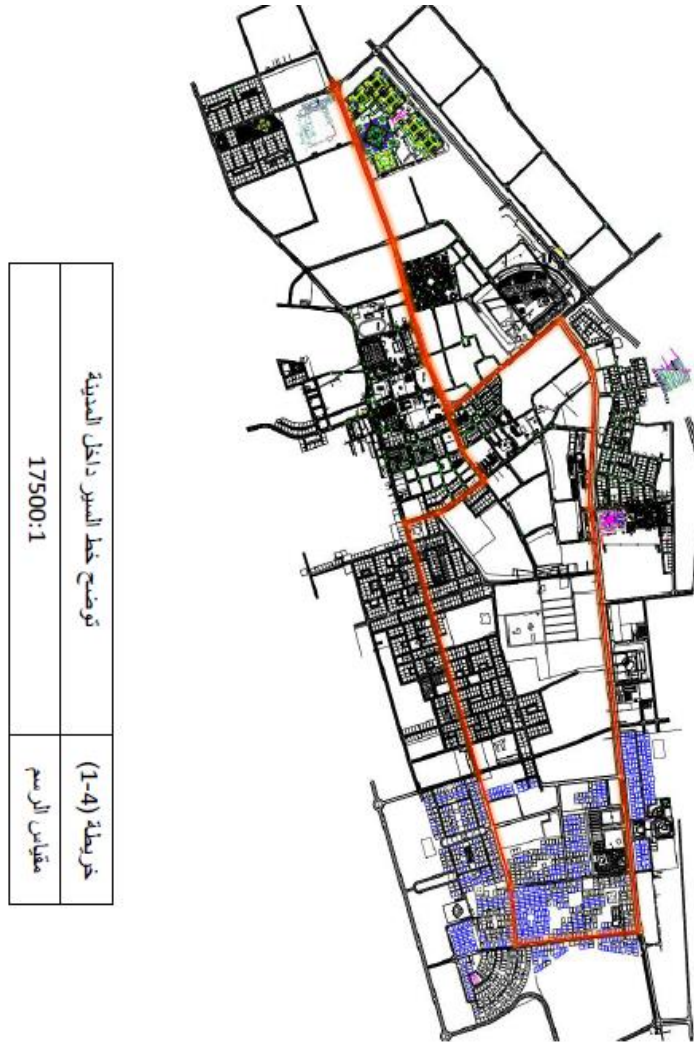 خريطة (4-1) توضح خط السير داخل المدينة
مقياس الرسم 17500:1